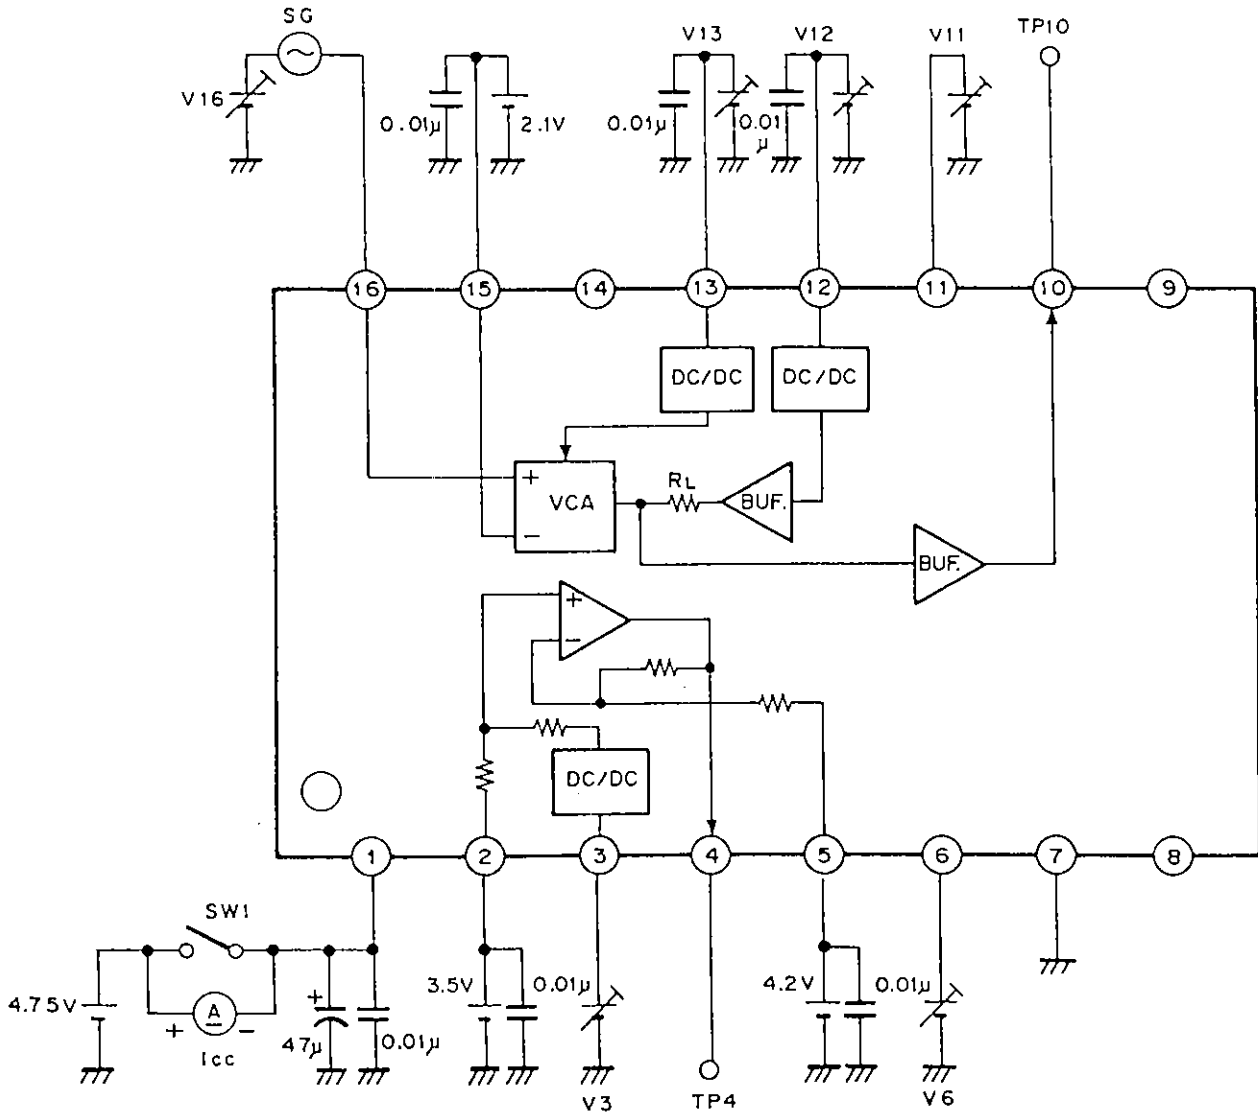 SG
V13
V12
V11
TP10
V16
0.01μ
2.1V
0.01μ
0.01
μ
16
15
14
13
12
11
10
9
DC/DC
DC/DC
+
VCA
−
RL
BUF.
BUF.
+
−
DC/DC
1
2
3
4
5
6
7
8
SW1
4.75V
+
A
−
Icc
+
47μ
0.01μ
3.5V
0.01μ
V3
TP4
4.2V
0.01μ
V6